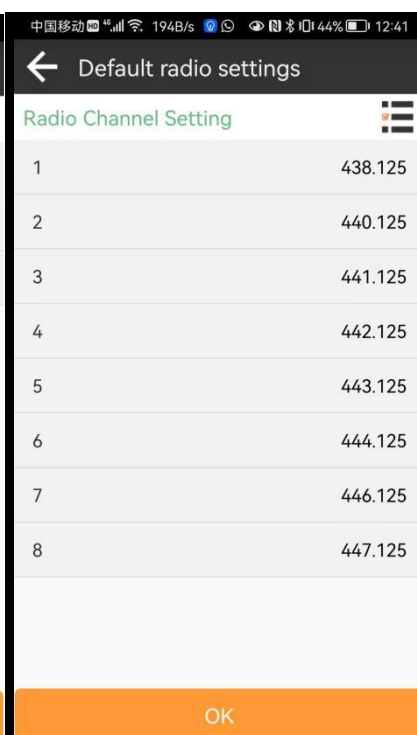 中国移动 HD 4G 194B/s 44% 12:41
Default radio settings
Radio Channel Setting
1 438.125
2 440.125
3 441.125
4 442.125
5 443.125
6 444.125
7 446.125
8 447.125
OK